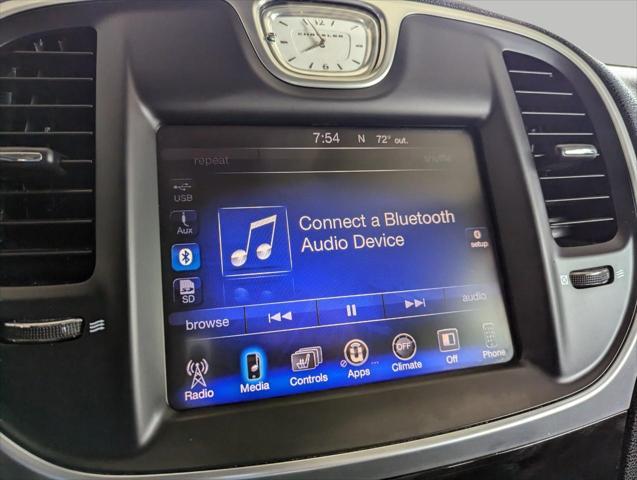 CHRYSLER
7:54 N 72° out.
repeat shuffle
USB
Aux
SD
Connect a Bluetooth
Audio Device
setup
browse audio
Radio Media Controls Apps Climate Off Phone
OFF